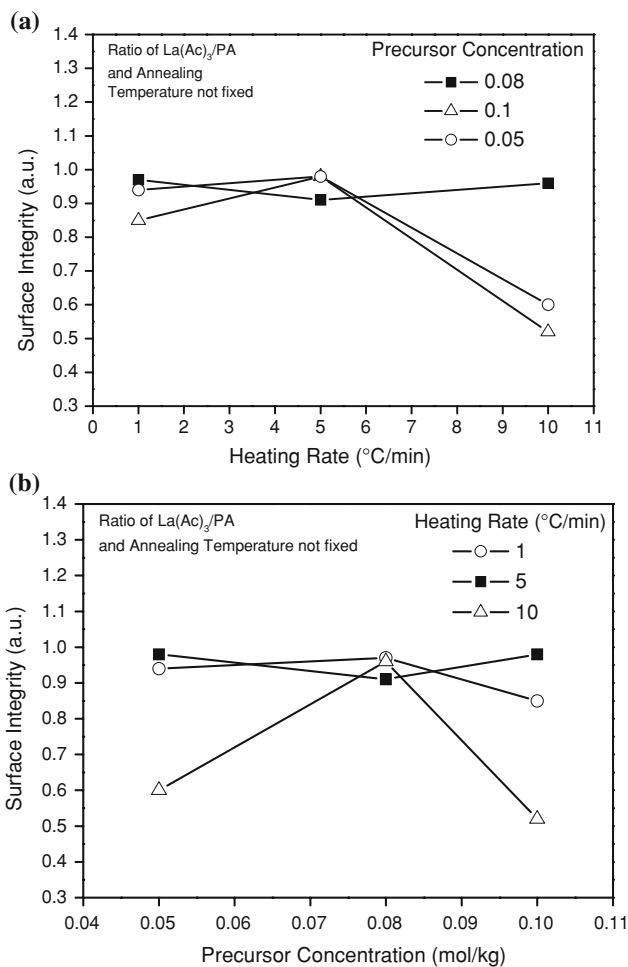 (a)
Ratio of La(Ac)3/PA
and Annealing
Temperature not fixed
Precursor Concentration
0.08
0.1
0.05
1.4
1.3
1.2
1.1
1.0
0.9
0.8
0.7
0.6
0.5
0.4
0.3
Surface Integrity (a.u.)
0 1 2 3 4 5 6 7 8 9 10 11
Heating Rate (°C/min)
(b)
Ratio of La(Ac)3/PA
and Annealing Temperature not fixed
Heating Rate (°C/min)
1
5
10
1.4
1.3
1.2
1.1
1.0
0.9
0.8
0.7
0.6
0.5
0.4
0.3
Surface Integrity (a.u.)
0.04 0.05 0.06 0.07 0.08 0.09 0.10 0.11
Precursor Concentration (mol/kg)